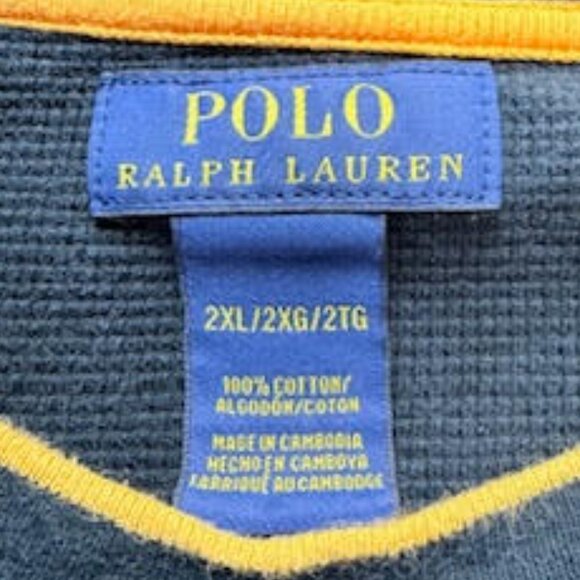 POLO
RALPH LAUREN
2XL/2XG/2TG
100% COTTON/
ALGODÓN/COTON
MADE IN CAMBODIA
HECHO EN CAMBOYA
FABRIQUÉ AU CAMBODGE